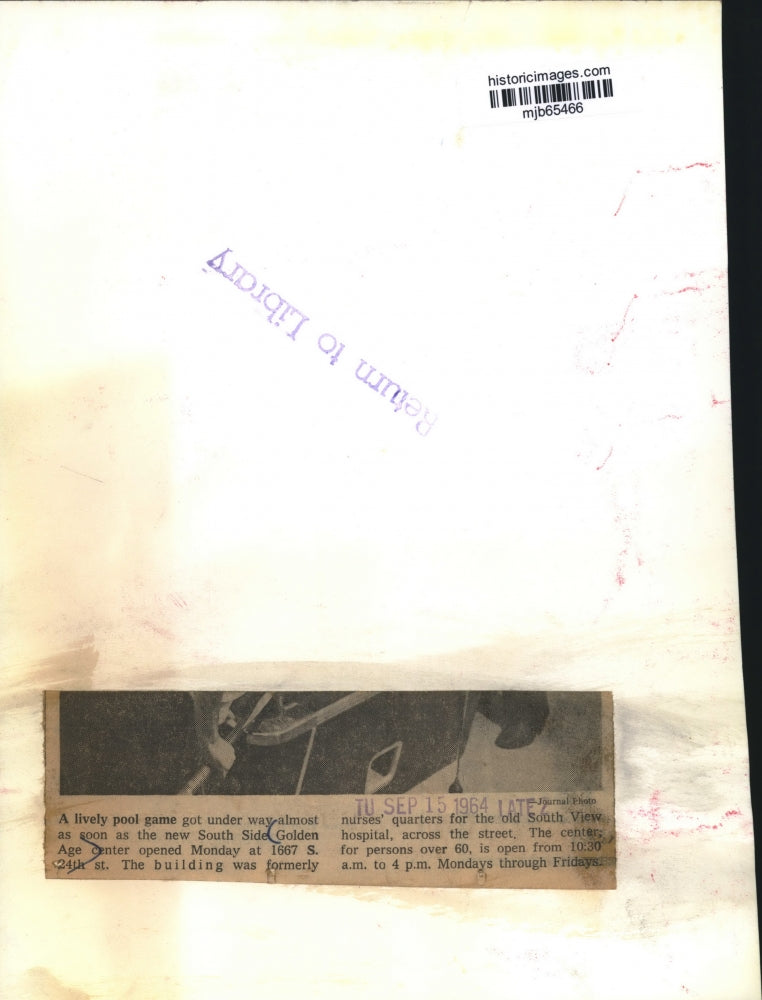 historicimages.com
mjb65466
Return to Library
TU SEP 15 1964 LATE
—Journal Photo
A lively pool game got under way almost
as soon as the new South Side Golden
Age center opened Monday at 1667 S.
24th st. The building was formerly
nurses' quarters for the old South View
hospital, across the street. The center,
for persons over 60, is open from 10:30
a.m. to 4 p.m. Mondays through Fridays.